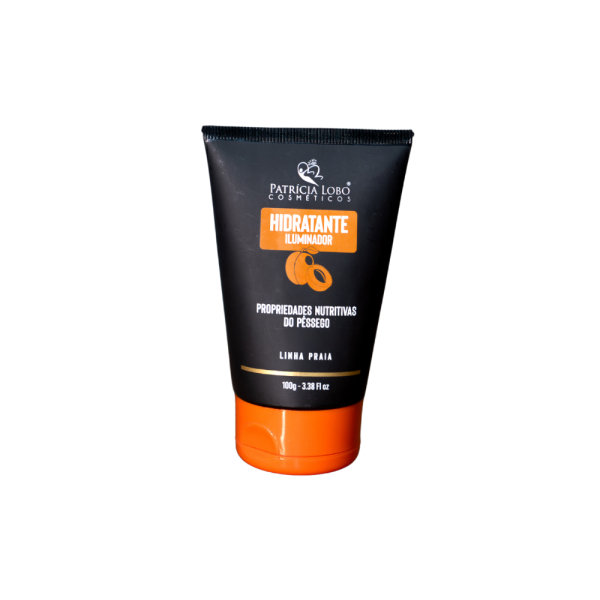 PATRÍCIA LOBO®
COSMÉTICOS
HIDRATANTE
ILUMINADOR
PROPRIEDADES NUTRITIVAS
DO PÊSSEGO
LINHA PRAIA
100g - 3.38 Fl oz